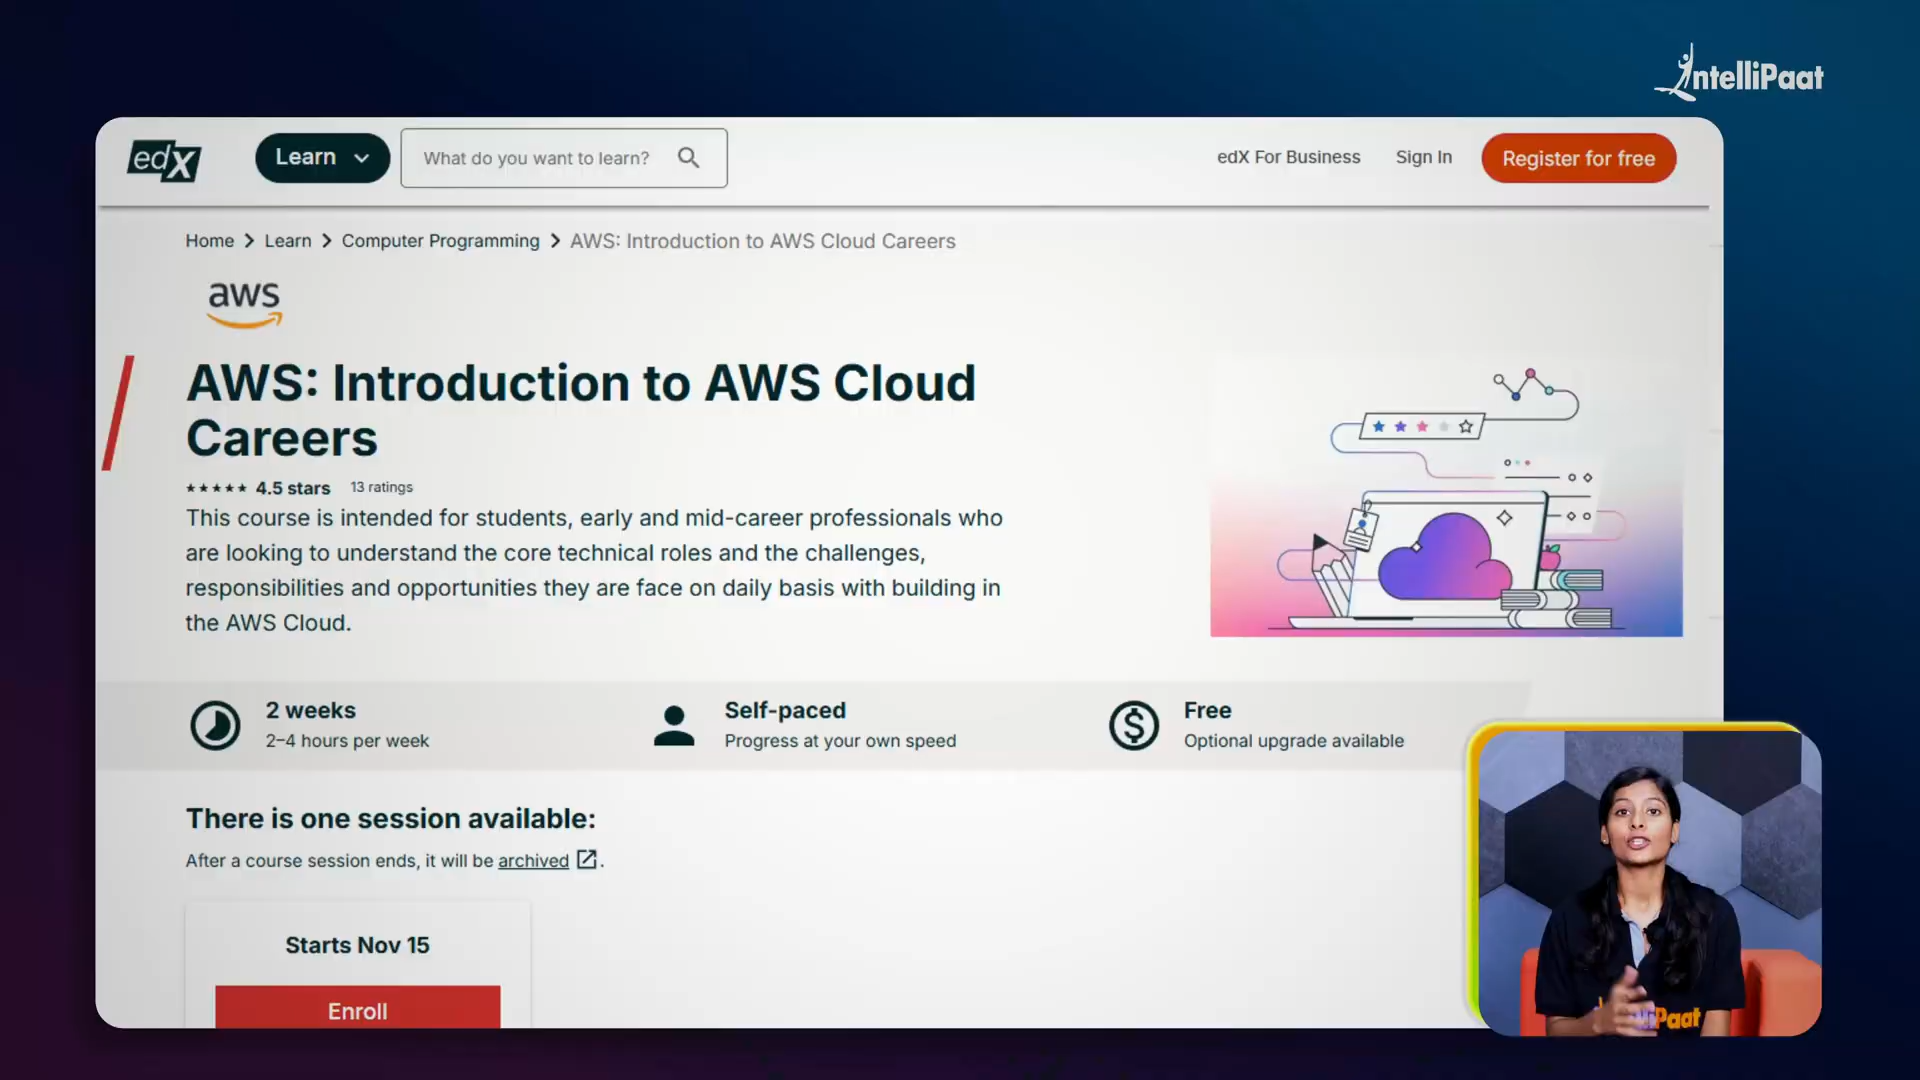 IntelliPaat
edX
Learn
What do you want to learn?
edX For Business
Sign In
Register for free
Home > Learn > Computer Programming > AWS: Introduction to AWS Cloud Careers
aws
AWS: Introduction to AWS Cloud
Careers
★★★★★ 4.5 stars 13 ratings
This course is intended for students, early and mid-career professionals who
are looking to understand the core technical roles and the challenges,
responsibilities and opportunities they are face on daily basis with building in
the AWS Cloud.
2 weeks
2–4 hours per week
Self-paced
Progress at your own speed
Free
Optional upgrade available
There is one session available:
After a course session ends, it will be archived.
Starts Nov 15
Enroll